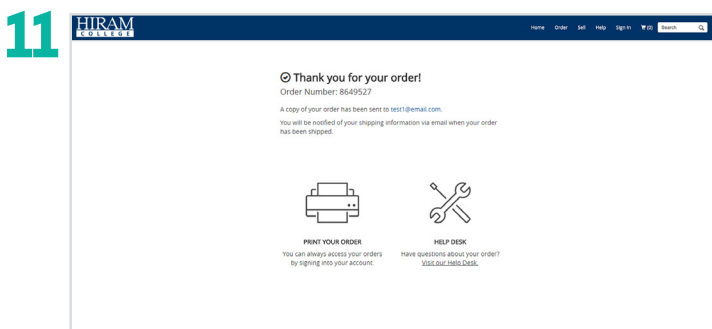 11
HIRAM
COLLEGE
Home Order Sell Help Sign In (0) Search
Thank you for your order!
Order Number: 8649527
A copy of your order has been sent to test1@email.com.
You will be notified of your shipping information via email when your order
has been shipped.
PRINT YOUR ORDER
You can always access your orders
by signing into your account.
HELP DESK
Have questions about your order?
Visit our Help Desk.